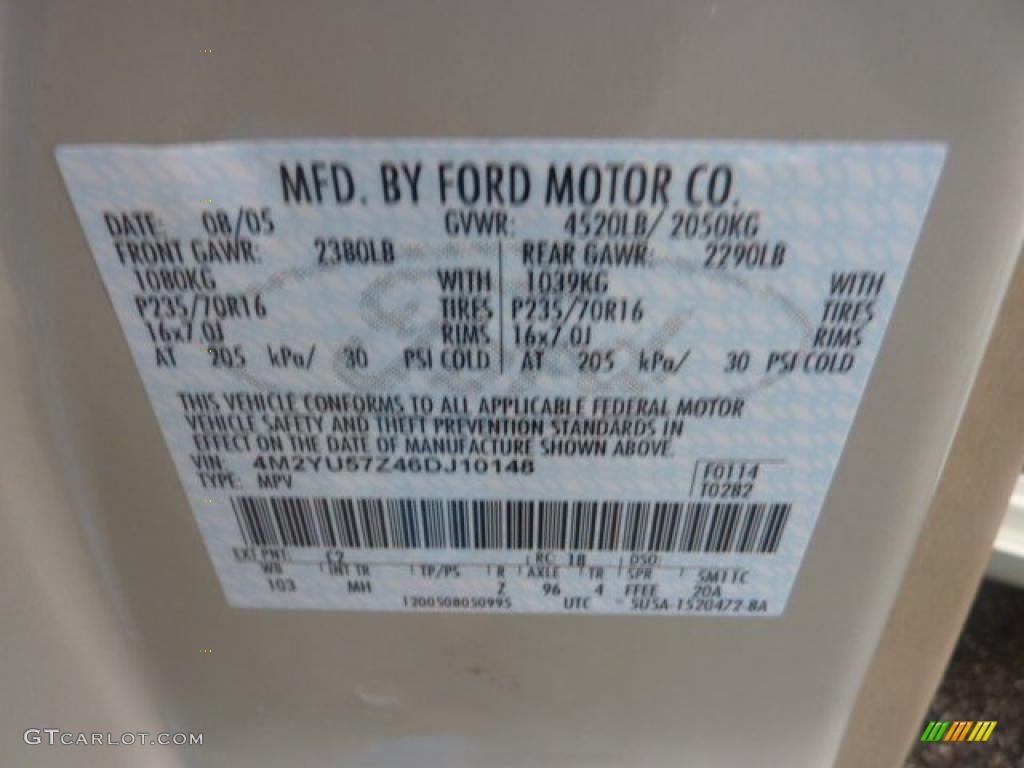 MFD. BY FORD MOTOR CO.
DATE: 08/05 GVWR: 4520LB/ 2050KG
FRONT GAWR: 2380LB REAR GAWR: 2290LB
1080KG WITH 1039KG WITH
P235/70R16 TIRES P235/70R16 TIRES
16x7.0J RIMS 16x7.0J RIMS
AT 205 kPa/ 30 PSI COLD AT 205 kPa/ 30 PSI COLD
THIS VEHICLE CONFORMS TO ALL APPLICABLE FEDERAL MOTOR
VEHICLE SAFETY AND THEFT PREVENTION STANDARDS IN
EFFECT ON THE DATE OF MANUFACTURE SHOWN ABOVE.
VIN: 4M2YU57Z46DJ10148 F0114
TYPE: MPV T0282
EXT PNT: C2 RC: 18 DSO:
WB INT TR TP/PS R AXLE TR SPR 5M11C
103 MH Z 96 4 FFEE 20A
1200508050995 UTC 5U5A-1520472-BA
Ford
GTCARLOT.COM